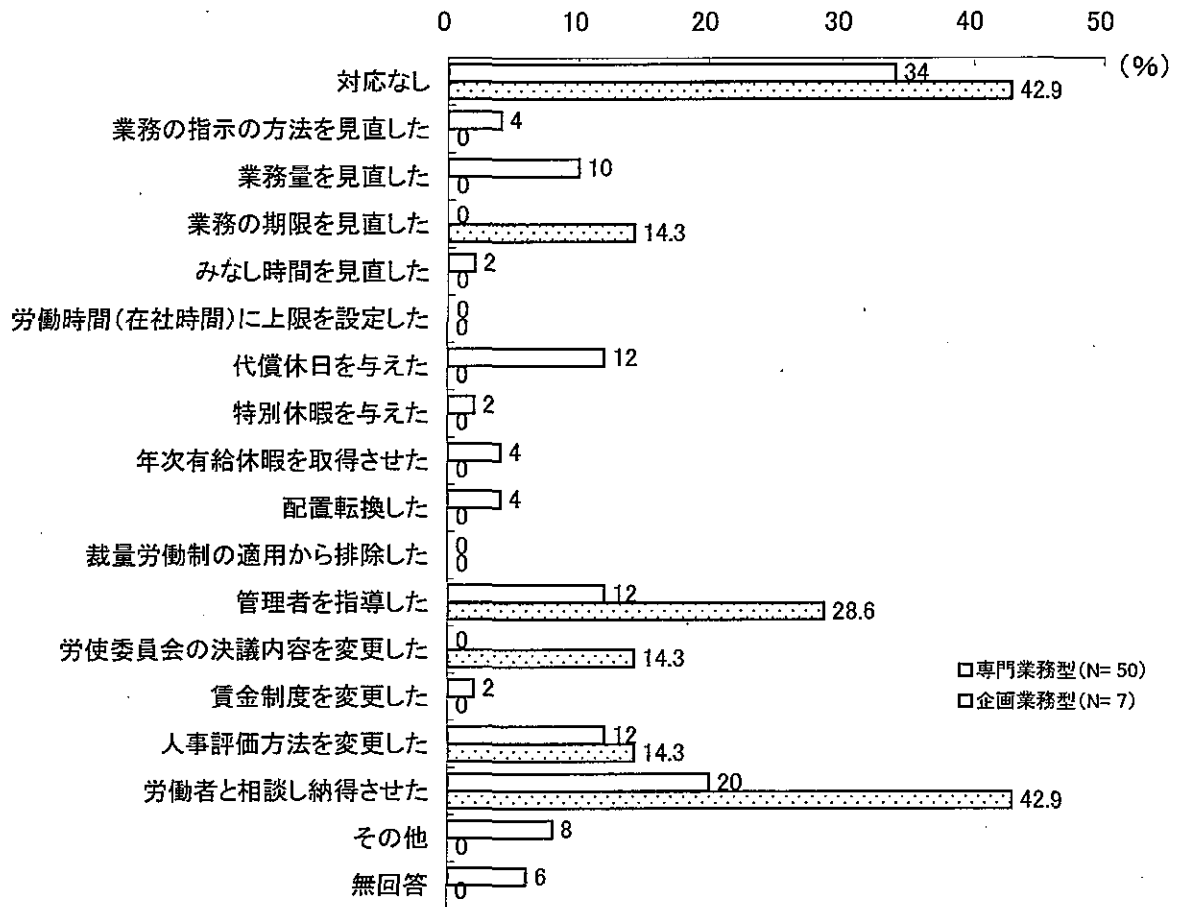 0 10 20 30 40 50
(%)
対応なし 34
42.9
業務の指示の方法を見直した 4
0
業務量を見直した 10
0
業務の期限を見直した 0
14.3
みなし時間を見直した 2
0
労働時間(在社時間)に上限を設定した 0
0
代償休日を与えた 12
0
特別休暇を与えた 2
0
年次有給休暇を取得させた 4
0
配置転換した 4
0
裁量労働制の適用から排除した 0
0
管理者を指導した 12
28.6
労使委員会の決議内容を変更した 0
14.3
賃金制度を変更した 2
0
人事評価方法を変更した 12
14.3
労働者と相談し納得させた 20
42.9
その他 8
0
無回答 6
0
専門業務型(N= 50)
企画業務型(N= 7)